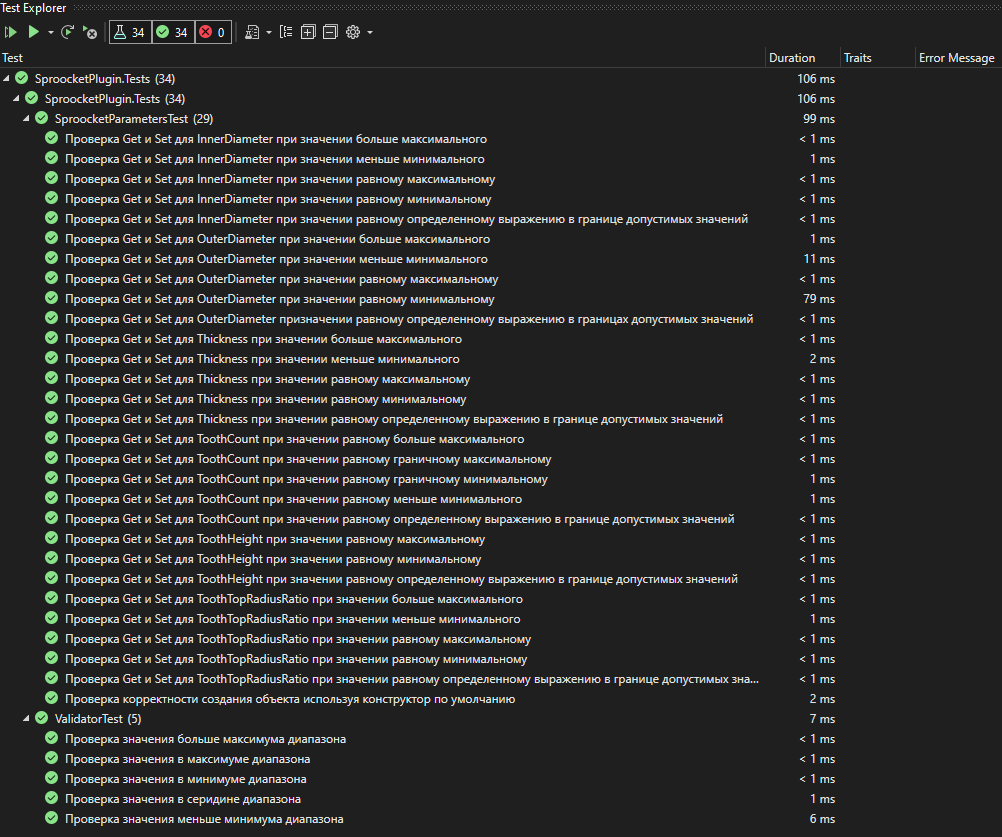 Test Explorer
34 34 0
Test Duration Traits Error Message
SproocketPlugin.Tests (34) 106 ms
SproocketPlugin.Tests (34) 106 ms
SproocketParametersTest (29) 99 ms
Проверка Get и Set для InnerDiameter при значении больше максимального < 1 ms
Проверка Get и Set для InnerDiameter при значении меньше минимального 1 ms
Проверка Get и Set для InnerDiameter при значении равному максимальному < 1 ms
Проверка Get и Set для InnerDiameter при значении равному минимальному < 1 ms
Проверка Get и Set для InnerDiameter при значении равному определенному выражению в границе допустимых значений < 1 ms
Проверка Get и Set для OuterDiameter при значении больше максимального 1 ms
Проверка Get и Set для OuterDiameter при значении меньше минимального 11 ms
Проверка Get и Set для OuterDiameter при значении равному максимальному < 1 ms
Проверка Get и Set для OuterDiameter при значении равному минимальному 79 ms
Проверка Get и Set для OuterDiameter призначении равному определенному выражению в границах допустимых значений < 1 ms
Проверка Get и Set для Thickness при значении больше максимального < 1 ms
Проверка Get и Set для Thickness при значении меньше минимального 2 ms
Проверка Get и Set для Thickness при значении равному максимальному < 1 ms
Проверка Get и Set для Thickness при значении равному минимальному < 1 ms
Проверка Get и Set для Thickness при значении равному определенному выражению в границе допустимых значений < 1 ms
Проверка Get и Set для ToothCount при значении равному больше максимального < 1 ms
Проверка Get и Set для ToothCount при значении равному граничному максимальному < 1 ms
Проверка Get и Set для ToothCount при значении равному граничному минимальному 1 ms
Проверка Get и Set для ToothCount при значении равному меньше минимального 1 ms
Проверка Get и Set для ToothCount при значении равному определенному выражению в границе допустимых значений < 1 ms
Проверка Get и Set для ToothHeight при значении равному максимальному < 1 ms
Проверка Get и Set для ToothHeight при значении равному минимальному < 1 ms
Проверка Get и Set для ToothHeight при значении равному определенному выражению в границе допустимых значений < 1 ms
Проверка Get и Set для ToothTopRadiusRatio при значении больше максимального < 1 ms
Проверка Get и Set для ToothTopRadiusRatio при значении меньше минимального 1 ms
Проверка Get и Set для ToothTopRadiusRatio при значении равному максимальному < 1 ms
Проверка Get и Set для ToothTopRadiusRatio при значении равному минимальному < 1 ms
Проверка Get и Set для ToothTopRadiusRatio при значении равному определенному выражению в границе допустимых зна... < 1 ms
Проверка корректности создания объекта используя конструктор по умолчанию 2 ms
ValidatorTest (5) 7 ms
Проверка значения больше максимума диапазона < 1 ms
Проверка значения в максимуме диапазона < 1 ms
Проверка значения в минимуме диапазона < 1 ms
Проверка значения в серидине диапазона 1 ms
Проверка значения меньше минимума диапазона 6 ms